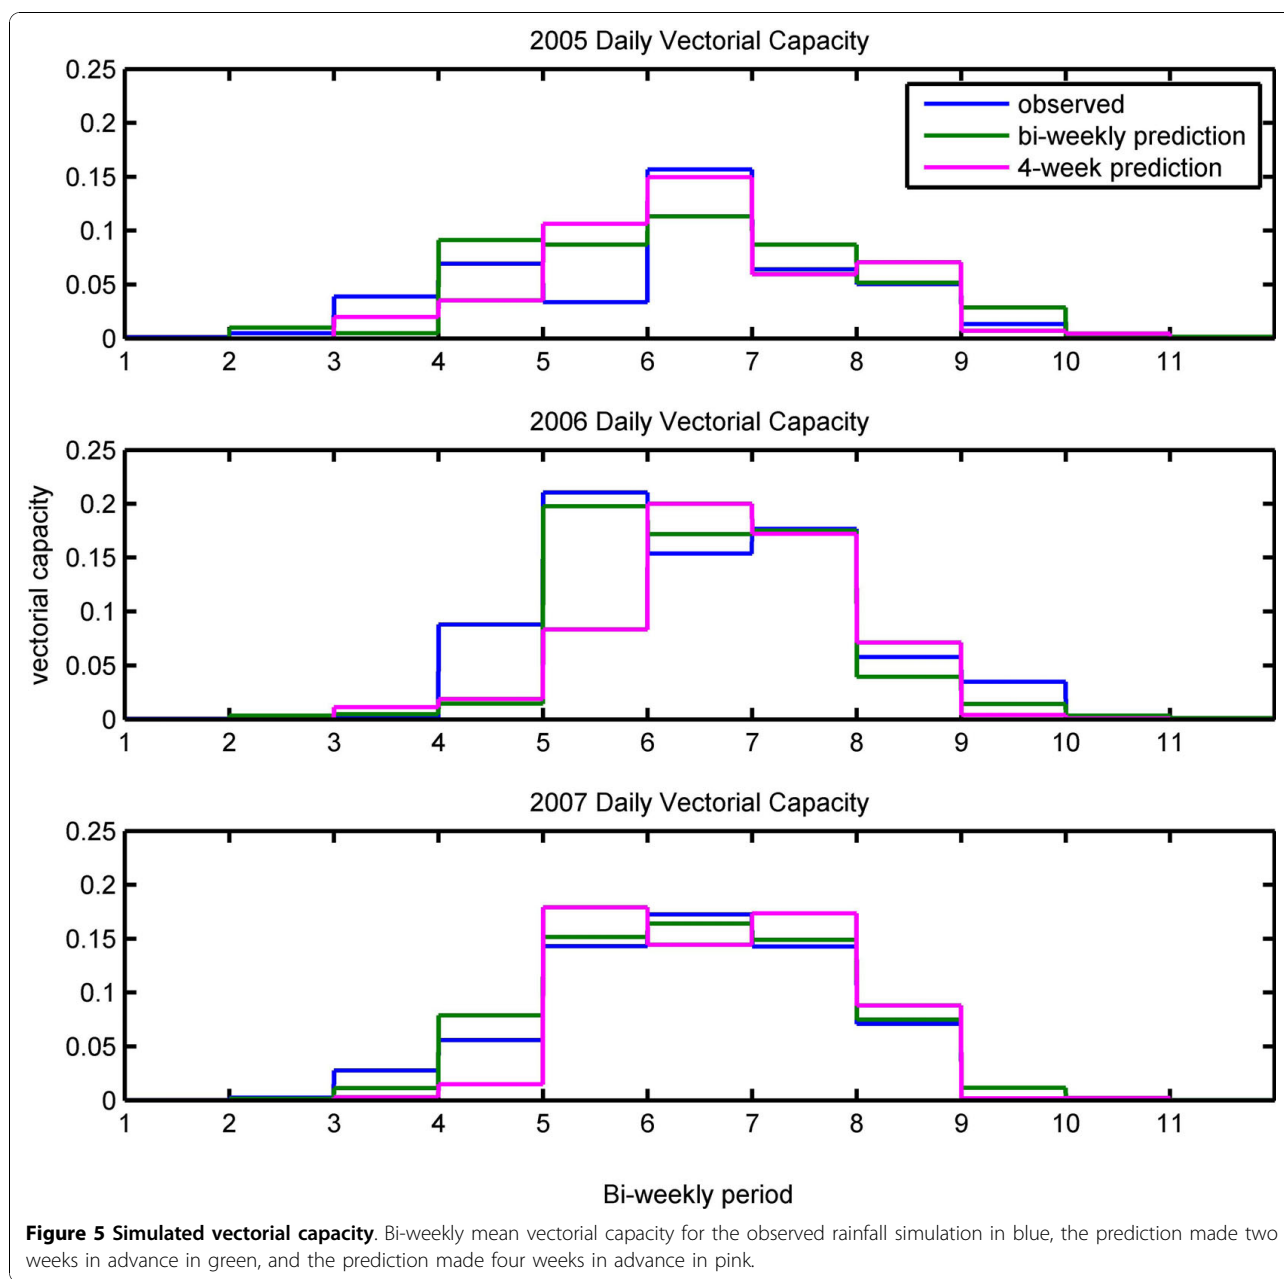 2005 Daily Vectorial Capacity
0.25
0.2
0.15
0.1
0.05
0
1 2 3 4 5 6 7 8 9 10 11
observed
bi-weekly prediction
4-week prediction
2006 Daily Vectorial Capacity
vectorial capacity
0.25
0.2
0.15
0.1
0.05
0
1 2 3 4 5 6 7 8 9 10 11
2007 Daily Vectorial Capacity
0.25
0.2
0.15
0.1
0.05
0
1 2 3 4 5 6 7 8 9 10 11
Bi-weekly period
Figure 5 Simulated vectorial capacity. Bi-weekly mean vectorial capacity for the observed rainfall simulation in blue, the prediction made two
weeks in advance in green, and the prediction made four weeks in advance in pink.